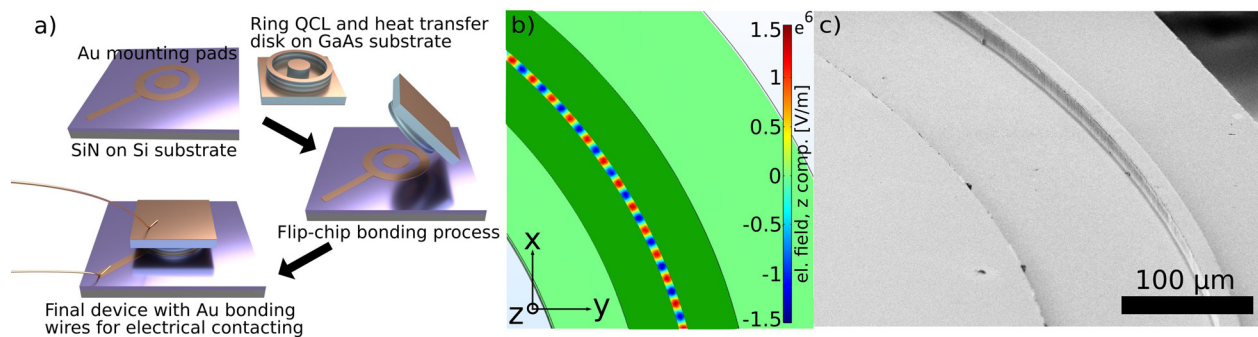 a)
Ring QCL and heat transfer
disk on GaAs substrate
Au mounting pads
SiN on Si substrate
Flip-chip bonding process
Final device with Au bonding
wires for electrical contacting
b)
e⁶
1.5
1
0.5
0
-0.5
-1
-1.5
el. field, z comp. [V/m]
x
z
y
c)
100 µm